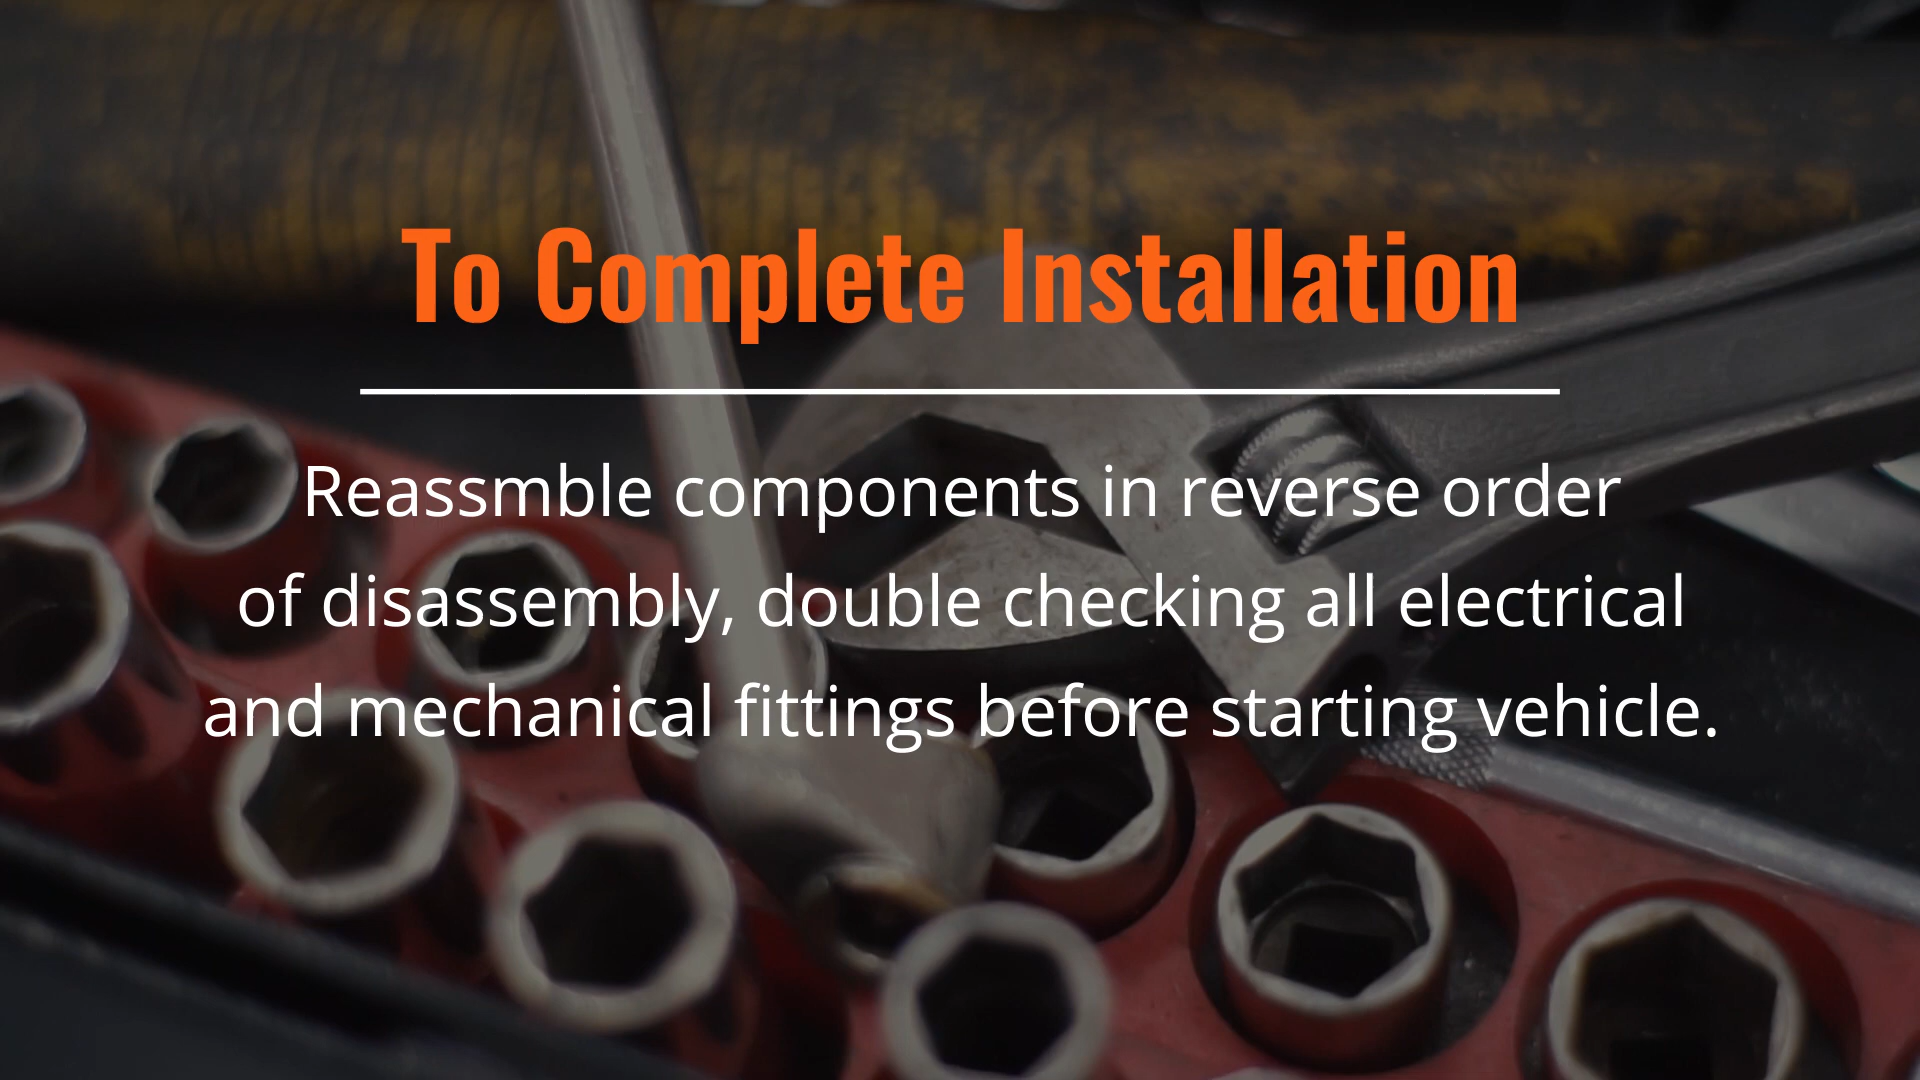 To Complete Installation
Reassmble components in reverse order
of disassembly, double checking all electrical
and mechanical fittings before starting vehicle.